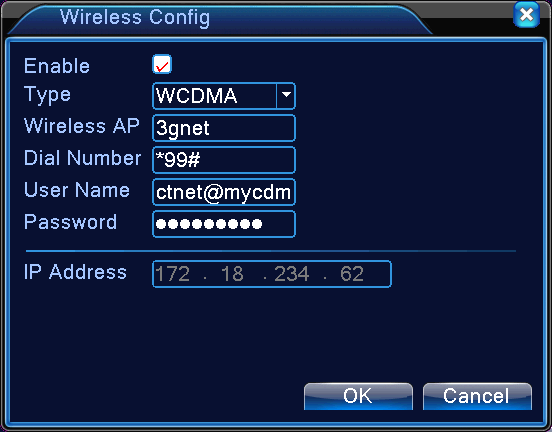 Wireless Config
Enable
Type WCDMA
Wireless AP 3gnet
Dial Number *99#
User Name ctnet@mycdm
Password ●●●●●●●●●
IP Address 172 . 18 . 234 . 62
OK Cancel